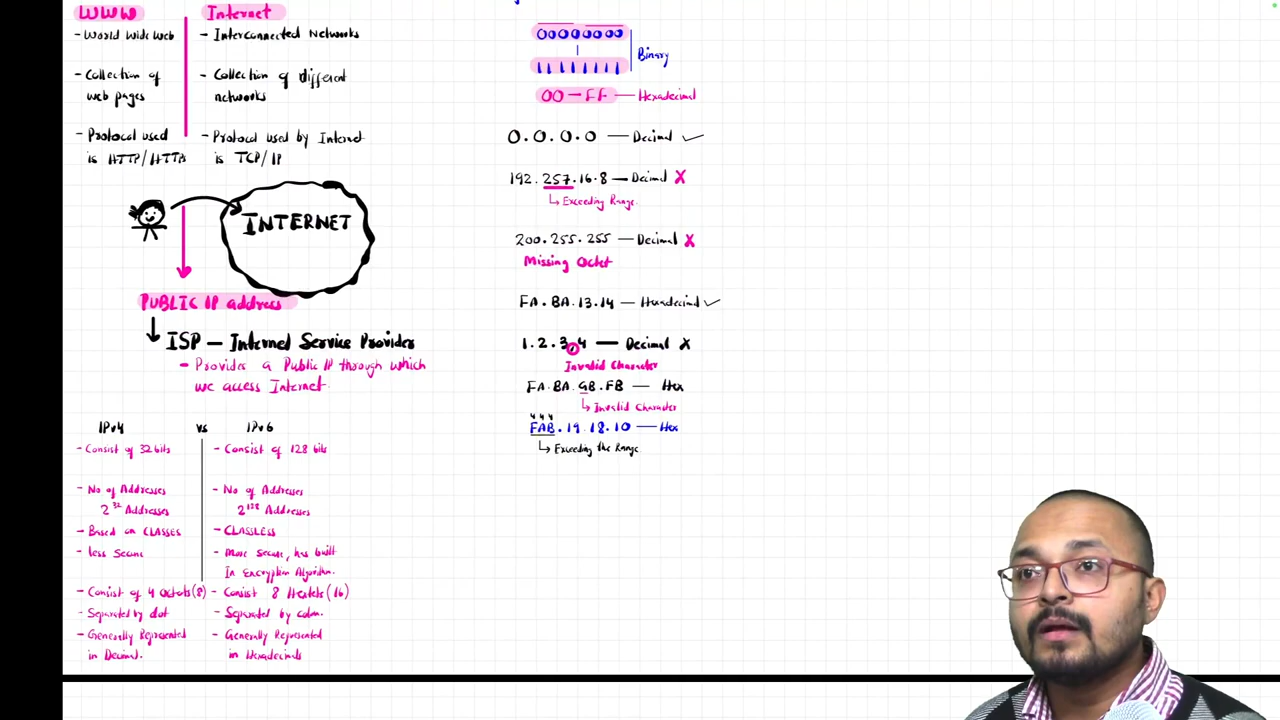 WWW
- World Wide Web
- Collection of
web pages
- Protocol used
is HTTP/HTTPs
Internet
- Interconnected Networks
- Collection of different
networks
- Protocol used by Internet
is TCP/IP
INTERNET
PUBLIC IP address
ISP – Internet Service Provider
- Provides a Public IP through which
we access Internet.
IPv4 vs IPv6
- Consist of 32 bits
- No of Addresses
2^32 Addresses
- Based on CLASSES
- less Secure
- Consist of 4 Octets (8)
- Separated by dot
- Generally Represented
in Decimal.
- Consist of 128 bits
- No of Addresses
2^128 Addresses
- CLASSLESS
- More secure, has built
In Encryption Algorithm.
- Consist 8 Hextets (16)
- Separated by colon.
- Generally Represented
in Hexadecimals
00000000
11111111
Binary
00 – FF — Hexadecimal
0.0.0.0 — Decimal ✓
192.257.16.8 — Decimal X
Exceeding Range.
200.255.255 — Decimal X
Missing Octet
FA.BA.13.14 — Hexadecimal ✓
1.2.3,4 — Decimal X
Invalid Character
FA.BA.GB.FB — Hex
Invalid Character
4 4 4
FAB.19.18.10 — Hex
Exceeding the Range.